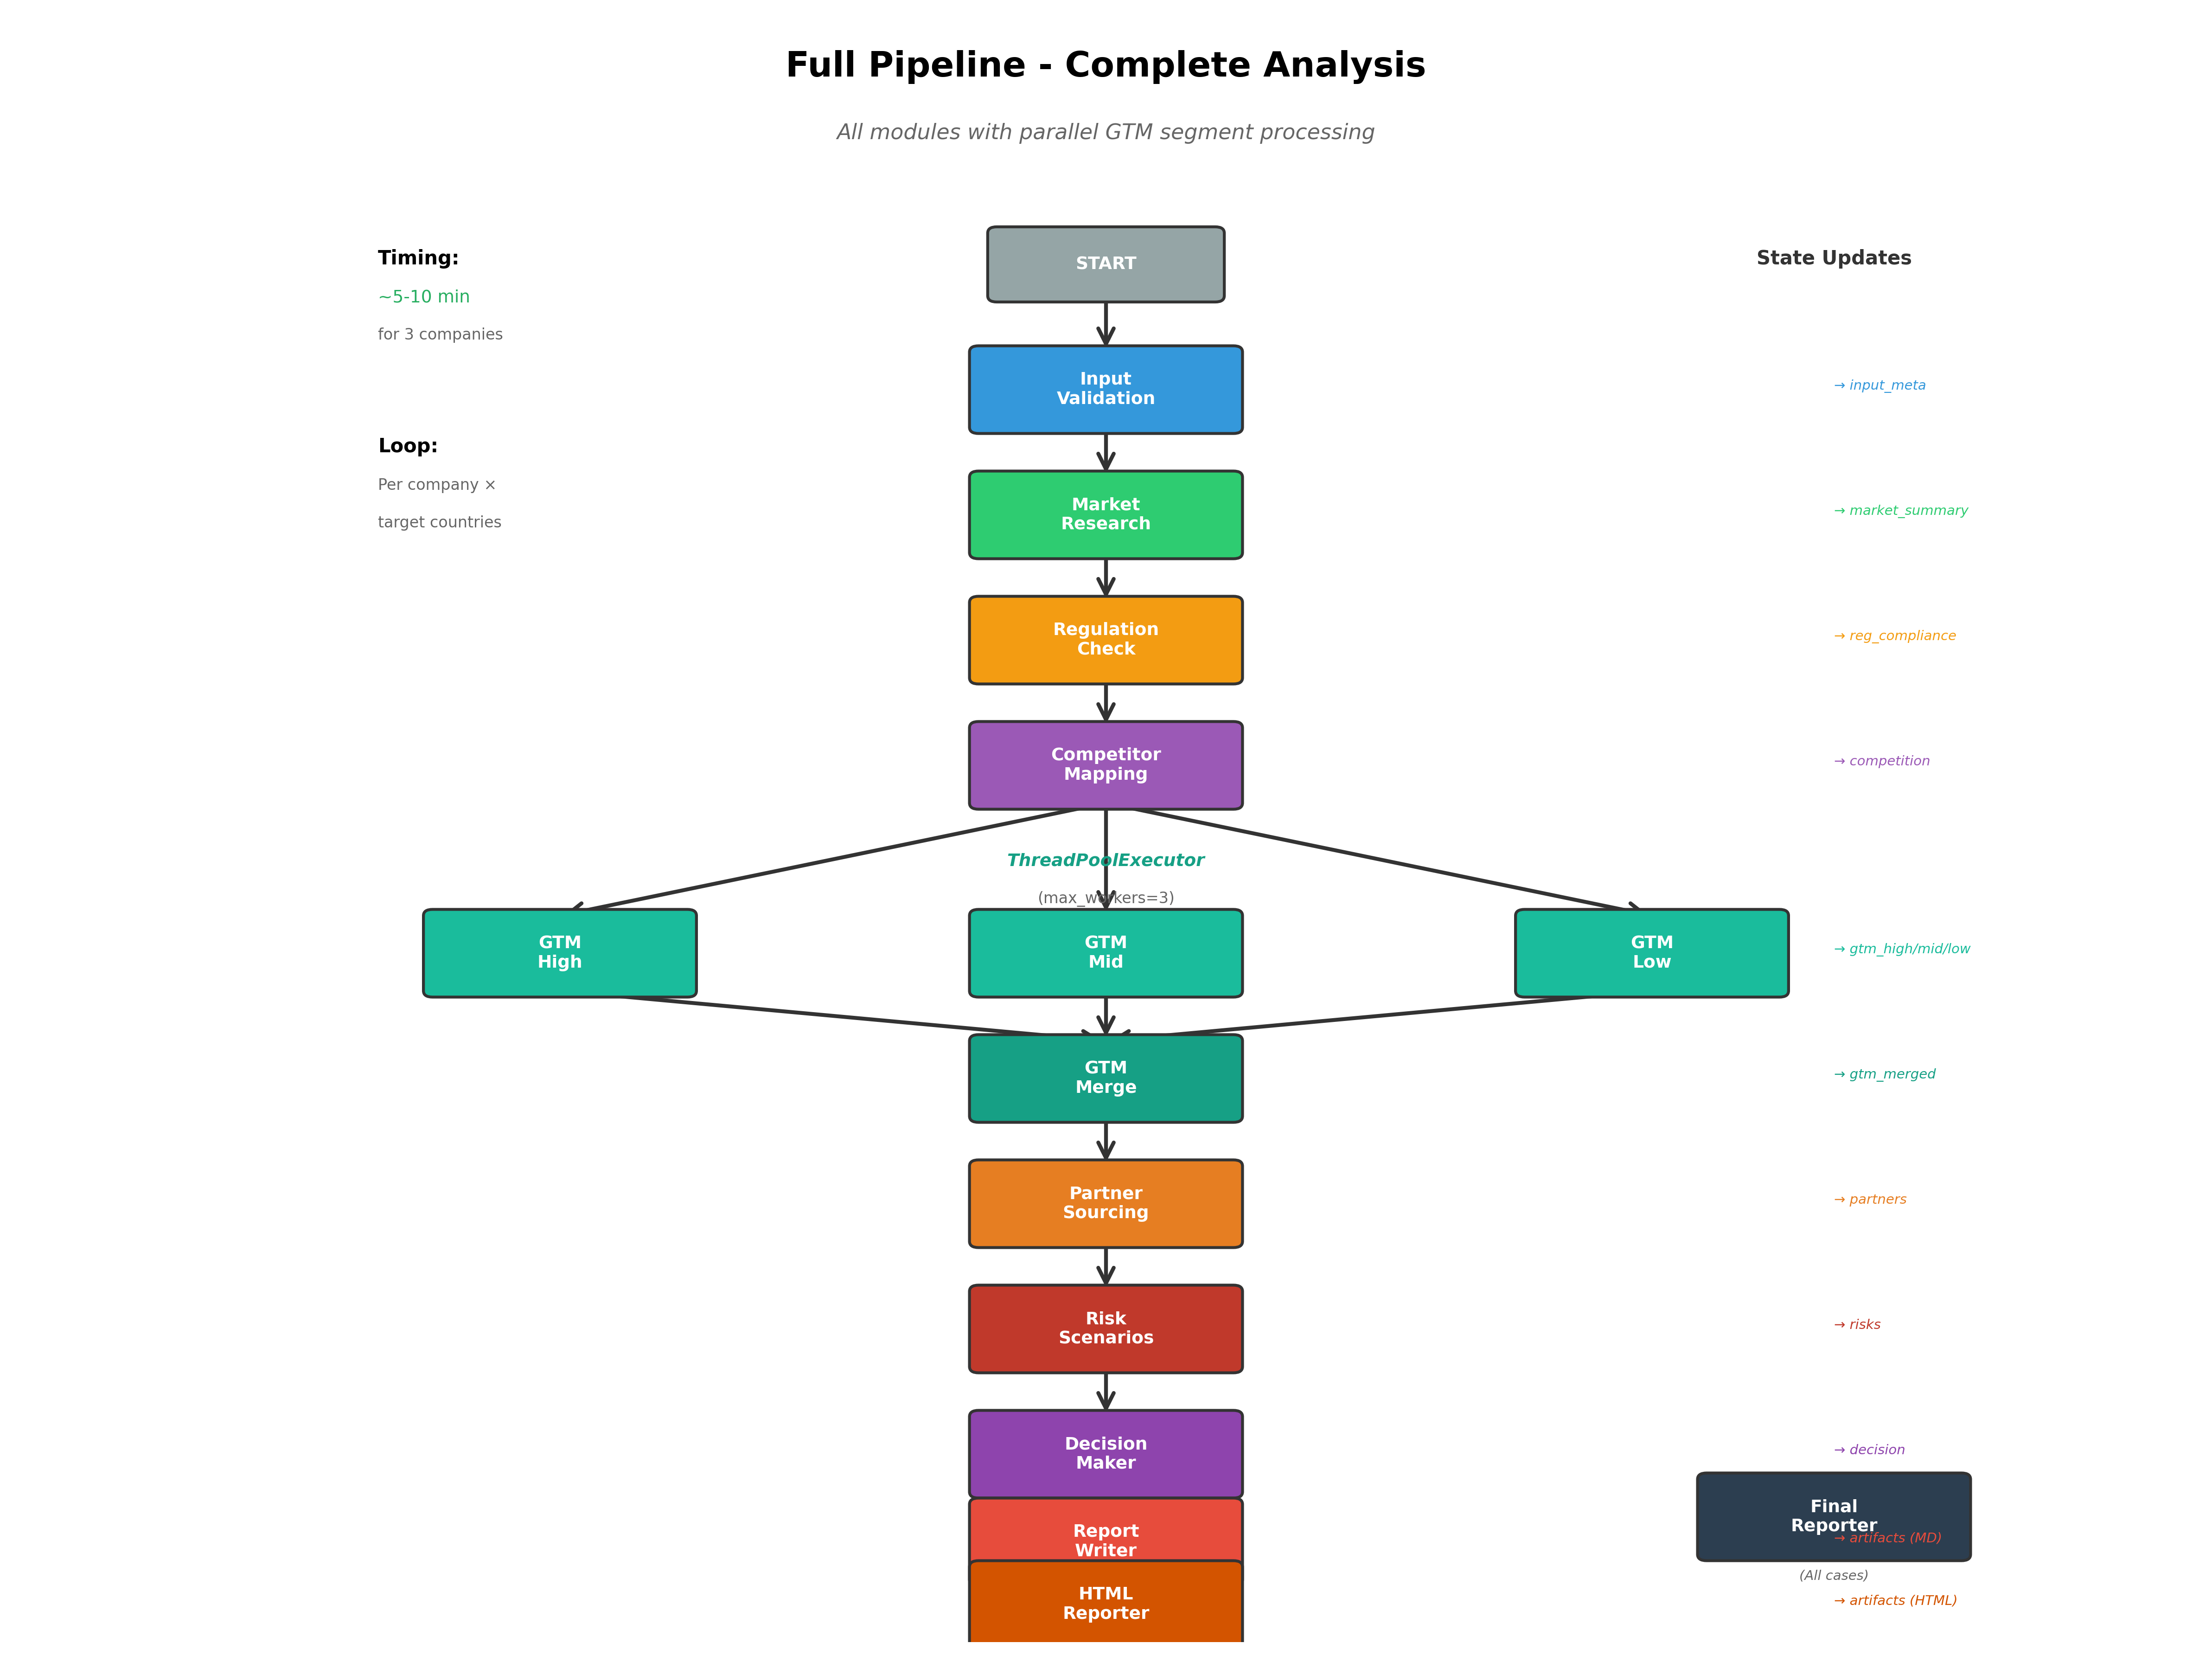 Full Pipeline - Complete Analysis
All modules with parallel GTM segment processing
Timing:
~5-10 min
for 3 companies
Loop:
Per company ×
target countries
START
Input
Validation
Market
Research
Regulation
Check
Competitor
Mapping
ThreadPoolExecutor
(max_workers=3)
GTM
High
GTM
Mid
GTM
Low
GTM
Merge
Partner
Sourcing
Risk
Scenarios
Decision
Maker
Report
Writer
HTML
Reporter
State Updates
→ input_meta
→ market_summary
→ reg_compliance
→ competition
→ gtm_high/mid/low
→ gtm_merged
→ partners
→ risks
→ decision
Final
Reporter
→ artifacts (MD)
(All cases)
→ artifacts (HTML)